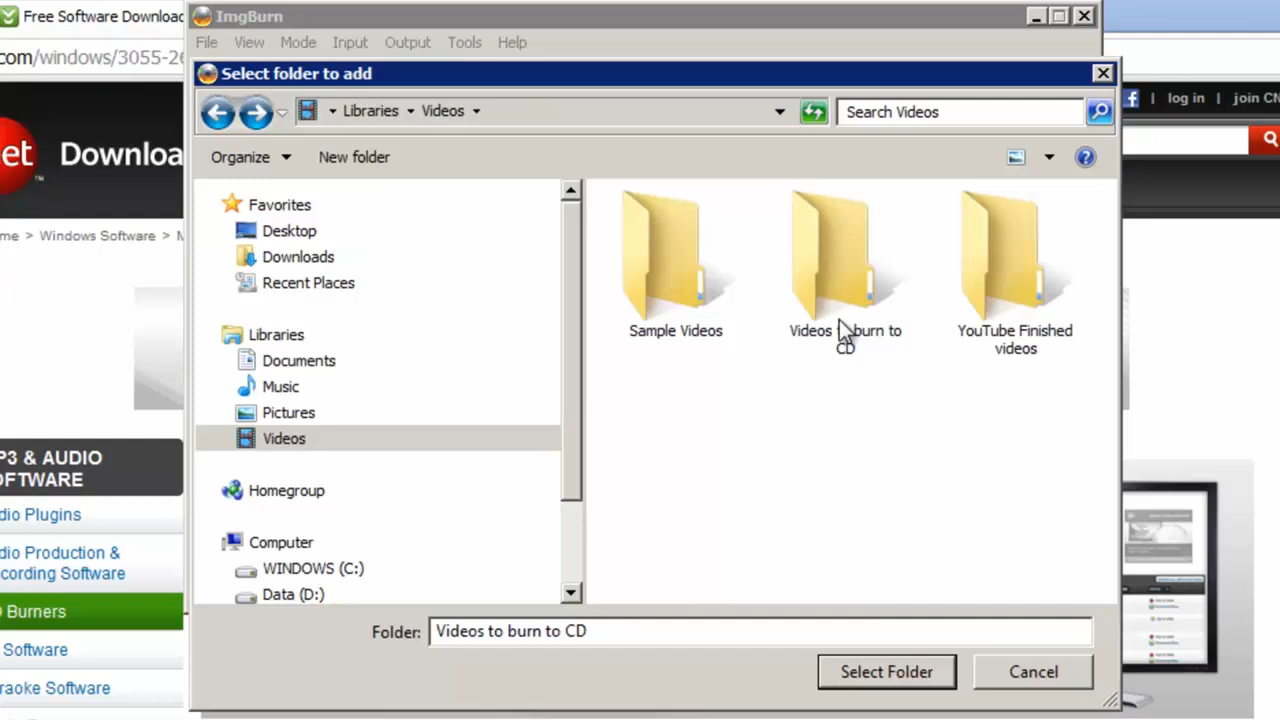 Free Software Downloa
ImgBurn
File View Mode Input Output Tools Help
com/windows/3055-2
Select folder to add
Libraries Videos
Search Videos
log in | join CN
et Downloa
Organize New folder
me > Windows Software >
Favorites
Desktop
Downloads
Recent Places
Libraries
Documents
Music
Pictures
Videos
Homegroup
Computer
WINDOWS (C:)
Data (D:)
Sample Videos
Videos to burn to
CD
YouTube Finished
videos
P3 & AUDIO
OFTWARE
dio Plugins
dio Production &
cording Software
Burners
Software
raoke Software
Folder: Videos to burn to CD
Select Folder Cancel